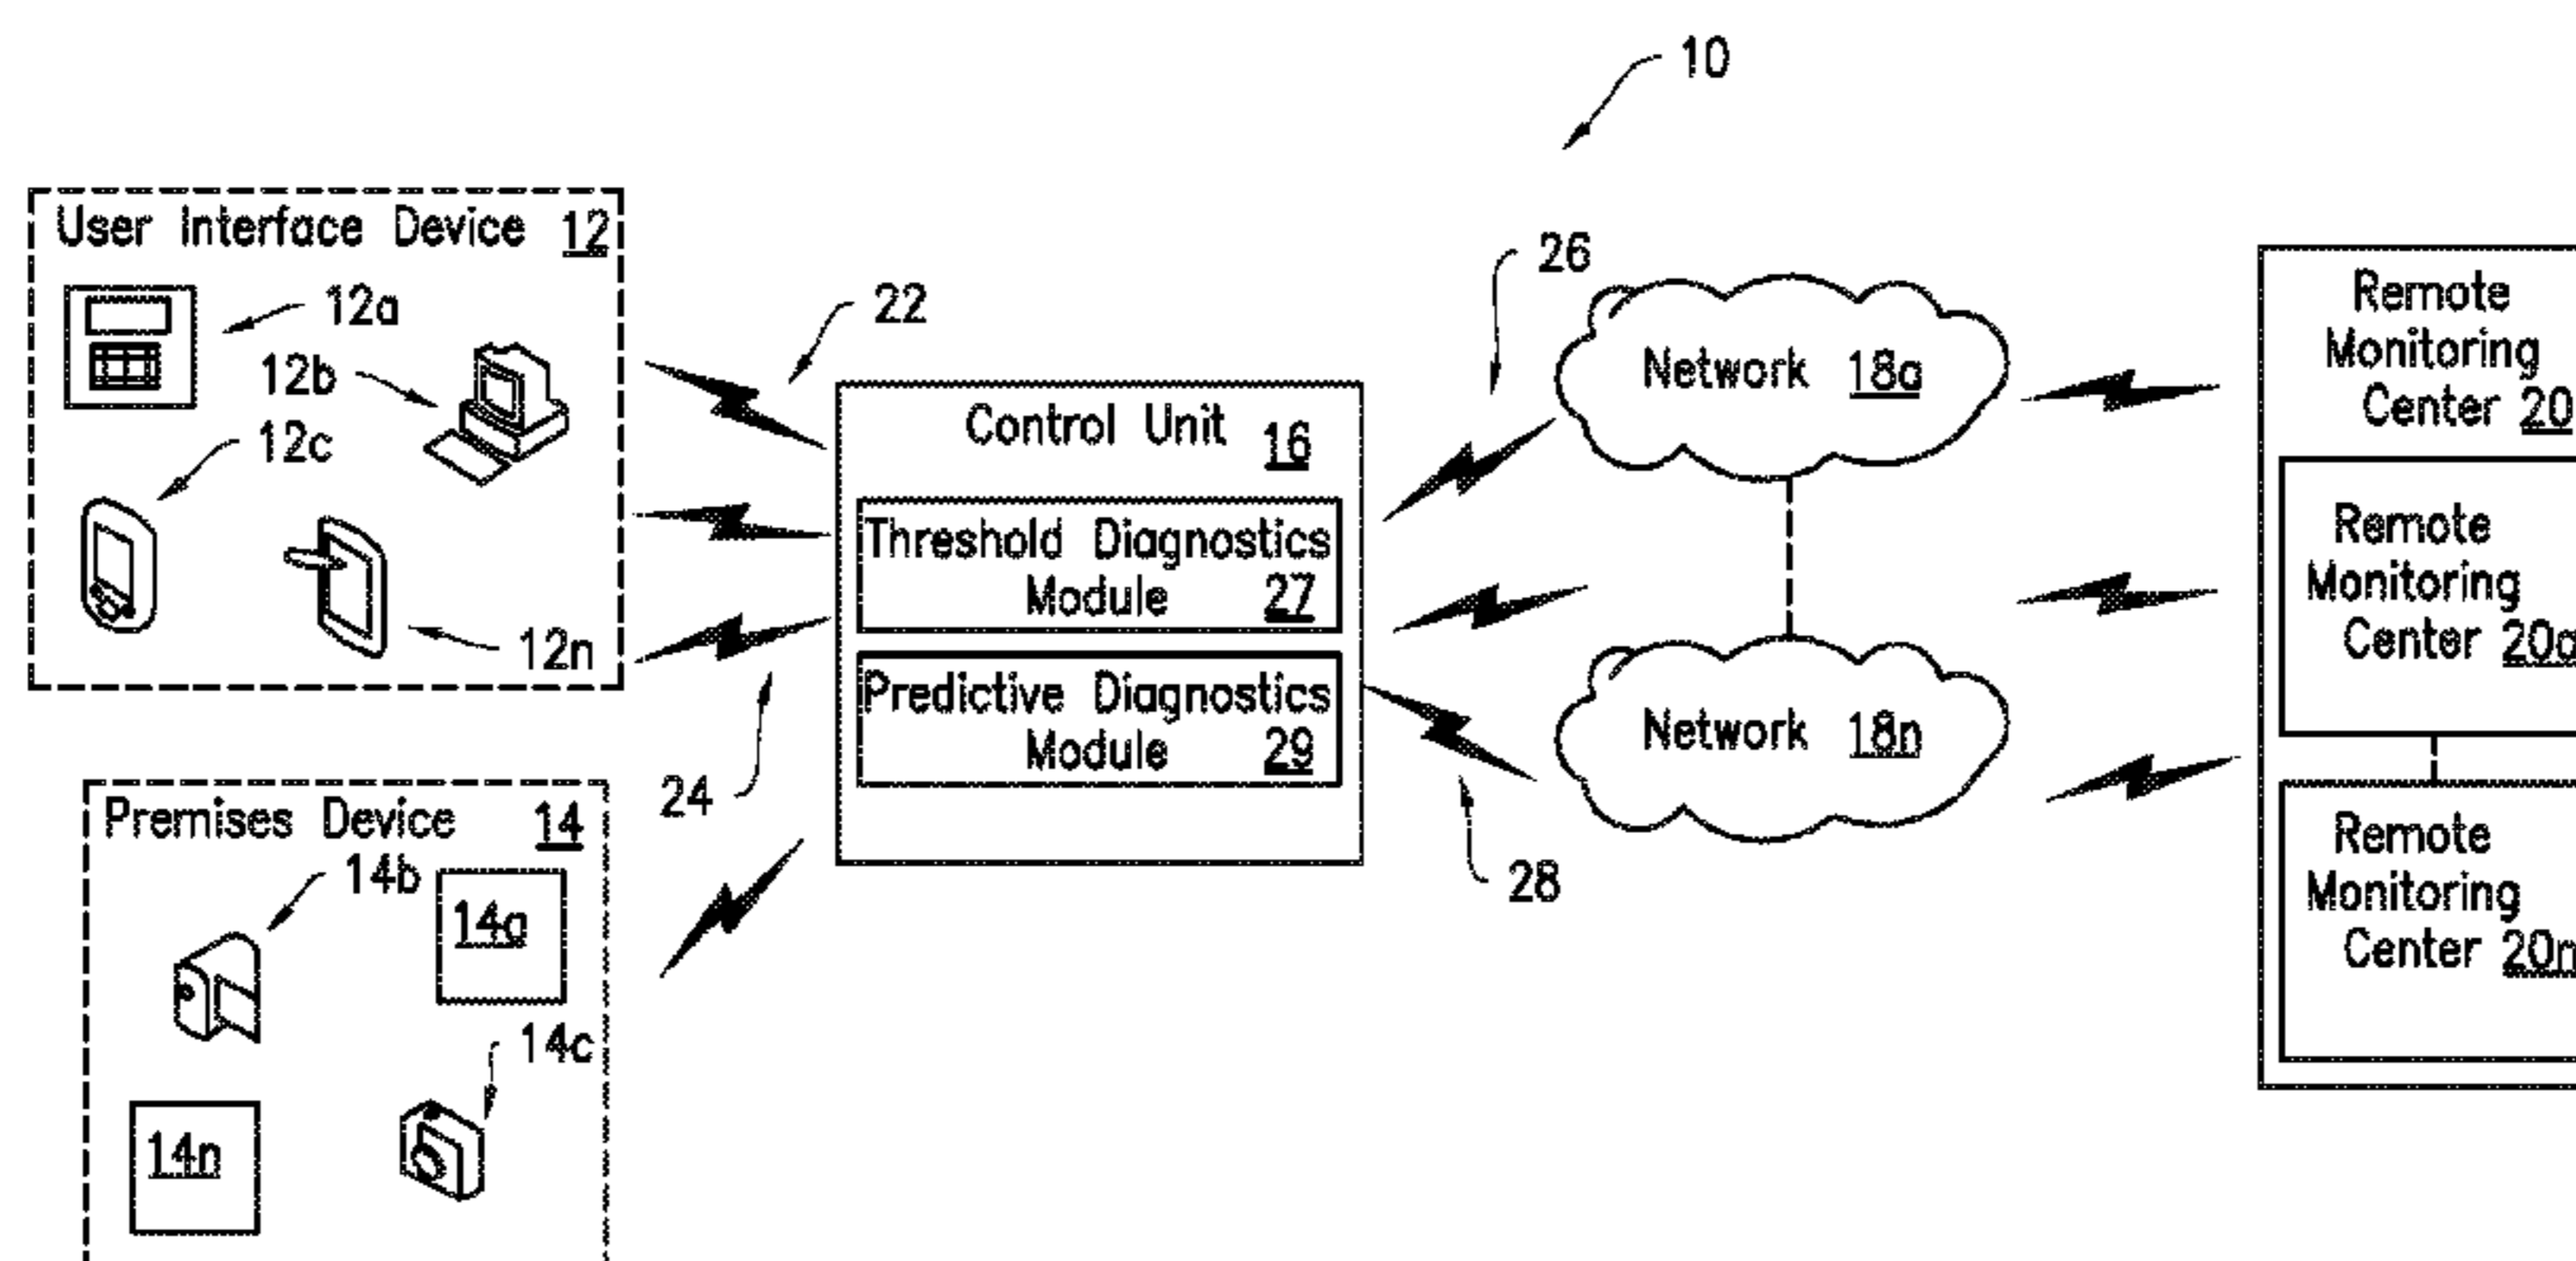 10
User Interface Device 12
12a
12b
12c
12n
22
24
Control Unit 16
Threshold Diagnostics
Module 27
Predictive Diagnostics
Module 29
26
28
Network 18a
Network 18n
Remote
Monitoring
Center 20
Remote
Monitoring
Center 20a
Remote
Monitoring
Center 20n
Premises Device 14
14b
14a
14c
14n